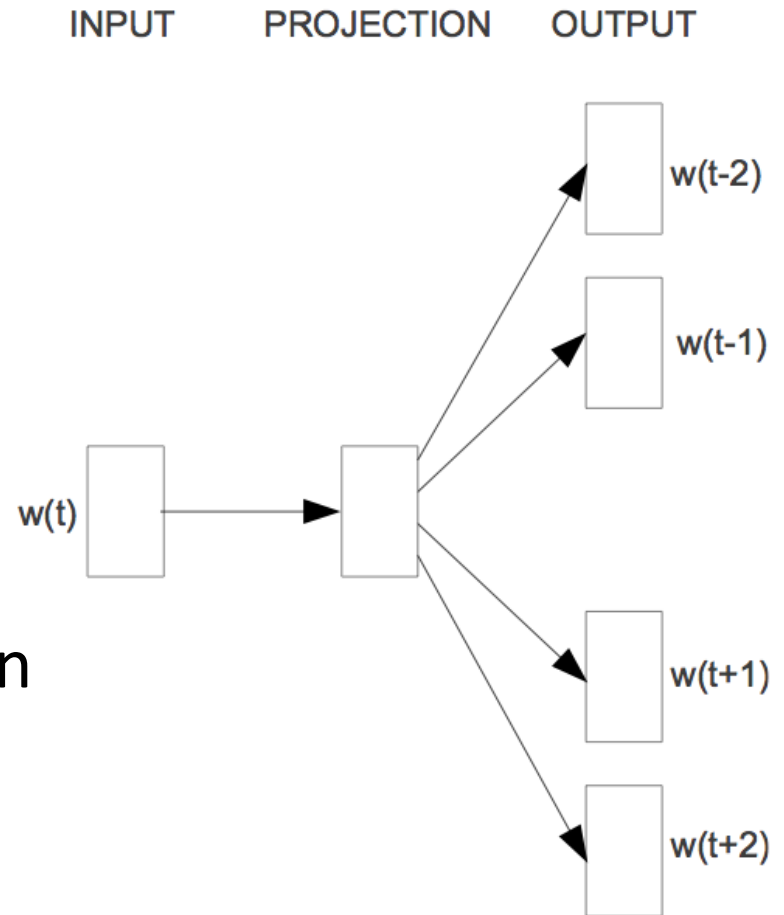 INPUT PROJECTION OUTPUT
w(t-2)
w(t-1)
w(t)
n
w(t+1)
w(t+2)